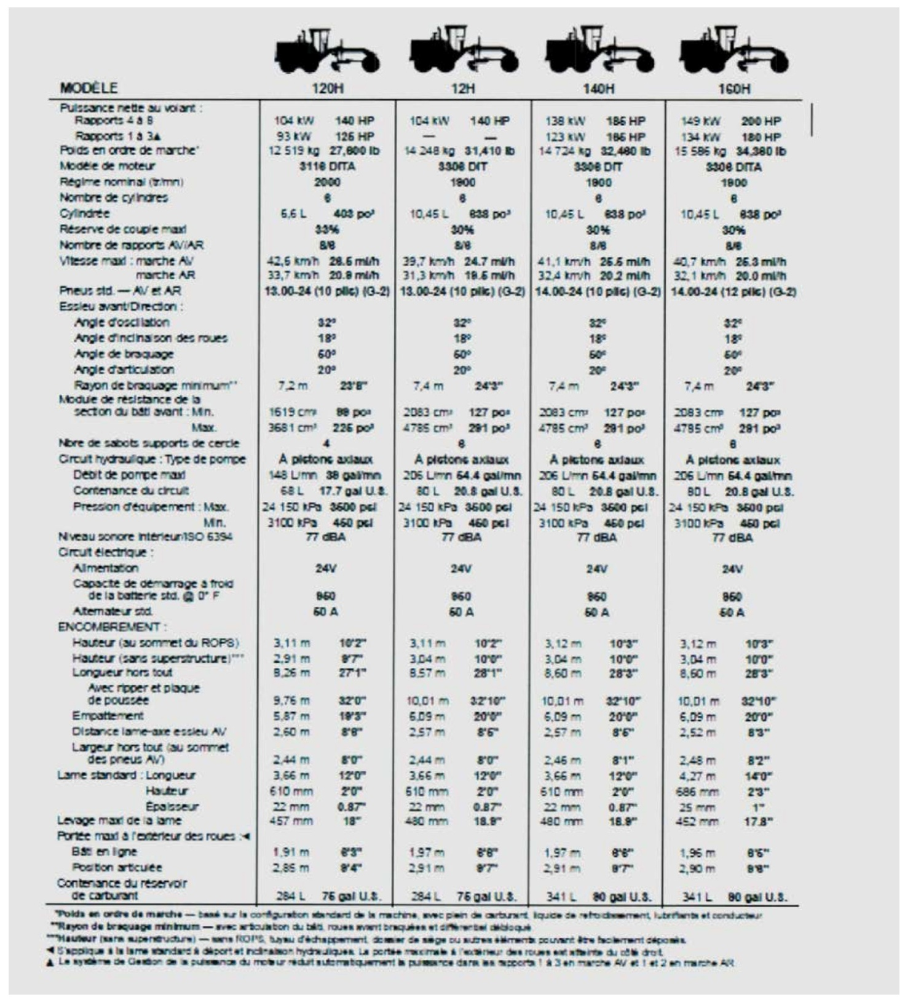 MODÈLE 120H 12H 140H 160H
Puissance nette au volant :
Rapports 4 à 8 104 kW 140 HP 104 kW 140 HP 138 kW 185 HP 149 kW 200 HP
Rapports 1 à 3▲ 93 kW 125 HP — — 123 kW 165 HP 134 kW 180 HP
Poids en ordre de marche* 12 519 kg 27,600 lb 14 248 kg 31,410 lb 14 724 kg 32,460 lb 15 586 kg 34,360 lb
Modèle de moteur 3116 DITA 3306 DIT 3306 DIT 3306 DITA
Régime nominal (tr/mn) 2000 1900 1900 1900
Nombre de cylindres 6 6 6 6
Cylindrée 6,6 L 403 po³ 10,45 L 638 po³ 10,45 L 638 po³ 10,45 L 638 po³
Réserve de couple maxi 33% 30% 30% 30%
Nombre de rapports AV/AR 8/6 8/6 8/6 8/6
Vitesse maxi : marche AV 42,6 km/h 26.5 mi/h 39,7 km/h 24.7 mi/h 41,1 km/h 25.5 mi/h 40,7 km/h 25.3 mi/h
marche AR 33,7 km/h 20.9 mi/h 31,3 km/h 19.5 mi/h 32,4 km/h 20.2 mi/h 32,1 km/h 20.0 mi/h
Pneus std. — AV et AR 13.00-24 (10 plis) (G-2) 13.00-24 (10 plis) (G-2) 14.00-24 (10 plis) (G-2) 14.00-24 (12 plis) (G-2)
Essieu avant/Direction :
Angle d'oscillation 32° 32° 32° 32°
Angle d'inclinaison des roues 18° 18° 18° 18°
Angle de braquage 50° 50° 50° 50°
Angle d'articulation 20° 20° 20° 20°
Rayon de braquage minimum** 7,2 m 23'8" 7,4 m 24'3" 7,4 m 24'3" 7,4 m 24'3"
Module de résistance de la
section du bâti avant : Min. 1619 cm³ 99 po³ 2083 cm³ 127 po³ 2083 cm³ 127 po³ 2083 cm³ 127 po³
Max. 3681 cm³ 225 po³ 4785 cm³ 291 po³ 4785 cm³ 291 po³ 4785 cm³ 291 po³
Nbre de sabots supports de cercle 4 6 6 6
Circuit hydraulique : Type de pompe A pistons axiaux A pistons axiaux A pistons axiaux A pistons axiaux
Débit de pompe maxi 148 L/mn 39 gal/mn 206 L/mn 54.4 gal/mn 206 L/mn 54.4 gal/mn 206 L/mn 54.4 gal/mn
Contenance du circuit 68 L 17.7 gal U.S. 80 L 20.8 gal U.S. 80 L 20.8 gal U.S. 80 L 20.8 gal U.S.
Pression d'équipement : Max. 24 150 kPa 3500 psi 24 150 kPa 3500 psi 24 150 kPa 3500 psi 24 150 kPa 3500 psi
Min. 3100 kPa 450 psi 3100 kPa 450 psi 3100 kPa 450 psi 3100 kPa 450 psi
Niveau sonore intérieur/ISO 6394 77 dBA 77 dBA 77 dBA 77 dBA
Circuit électrique :
Alimentation 24V 24V 24V 24V
Capacité de démarrage à froid
de la batterie std. @ 0° F 950 950 950 950
Alternateur std. 50 A 50 A 50 A 50 A
ENCOMBREMENT :
Hauteur (au sommet du ROPS) 3,11 m 10'2" 3,11 m 10'2" 3,12 m 10'3" 3,12 m 10'3"
Hauteur (sans superstructure)*** 2,91 m 9'7" 3,04 m 10'0" 3,04 m 10'0" 3,04 m 10'0"
Longueur hors tout 8,26 m 27'1" 8,57 m 28'1" 8,60 m 28'3" 8,60 m 28'3"
Avec ripper et plaque
de poussée 9,76 m 32'0" 10,01 m 32'10" 10,01 m 32'10" 10,01 m 32'10"
Empattement 5,87 m 19'3" 6,09 m 20'0" 6,09 m 20'0" 6,09 m 20'0"
Distance lame-axe essieu AV 2,60 m 8'6" 2,57 m 8'5" 2,57 m 8'5" 2,52 m 8'3"
Largeur hors tout (au sommet
des pneus AV) 2,44 m 8'0" 2,44 m 8'0" 2,46 m 8'1" 2,48 m 8'2"
Lame standard : Longueur 3,66 m 12'0" 3,66 m 12'0" 3,66 m 12'0" 4,27 m 14'0"
Hauteur 610 mm 2'0" 610 mm 2'0" 610 mm 2'0" 686 mm 2'3"
Épaisseur 22 mm 0.87" 22 mm 0.87" 22 mm 0.87" 25 mm 1"
Levage maxi de la lame 457 mm 18" 480 mm 18.9" 480 mm 18.9" 452 mm 17.8"
Portée maxi à l'extérieur des roues :◄
Bâti en ligne 1,91 m 6'3" 1,97 m 6'6" 1,97 m 6'6" 1,96 m 6'5"
Position articulée 2,85 m 9'4" 2,91 m 9'7" 2,91 m 9'7" 2,90 m 9'6"
Contenance du réservoir
de carburant 284 L 75 gal U.S. 284 L 75 gal U.S. 341 L 90 gal U.S. 341 L 90 gal U.S.
*Poids en ordre de marche — basé sur la configuration standard de la machine, avec plein de carburant, liquide de refroidissement, lubrifiants et conducteur
**Rayon de braquage minimum — avec articulation du bâti, roues avant braquées et différentiel débloqué
***Hauteur (sans superstructure) — sans ROPS, tuyau d'échappement, dossier de siège ou autres éléments pouvant être facilement déposés.
◄ S'applique à la lame standard à déport et inclinaison hydrauliques. La portée maximale à l'extérieur des roues est atteinte du côté droit.
▲ Le système de Gestion de la puissance du moteur réduit automatiquement la puissance dans les rapports 1 à 3 en marche AV et 1 et 2 en marche AR